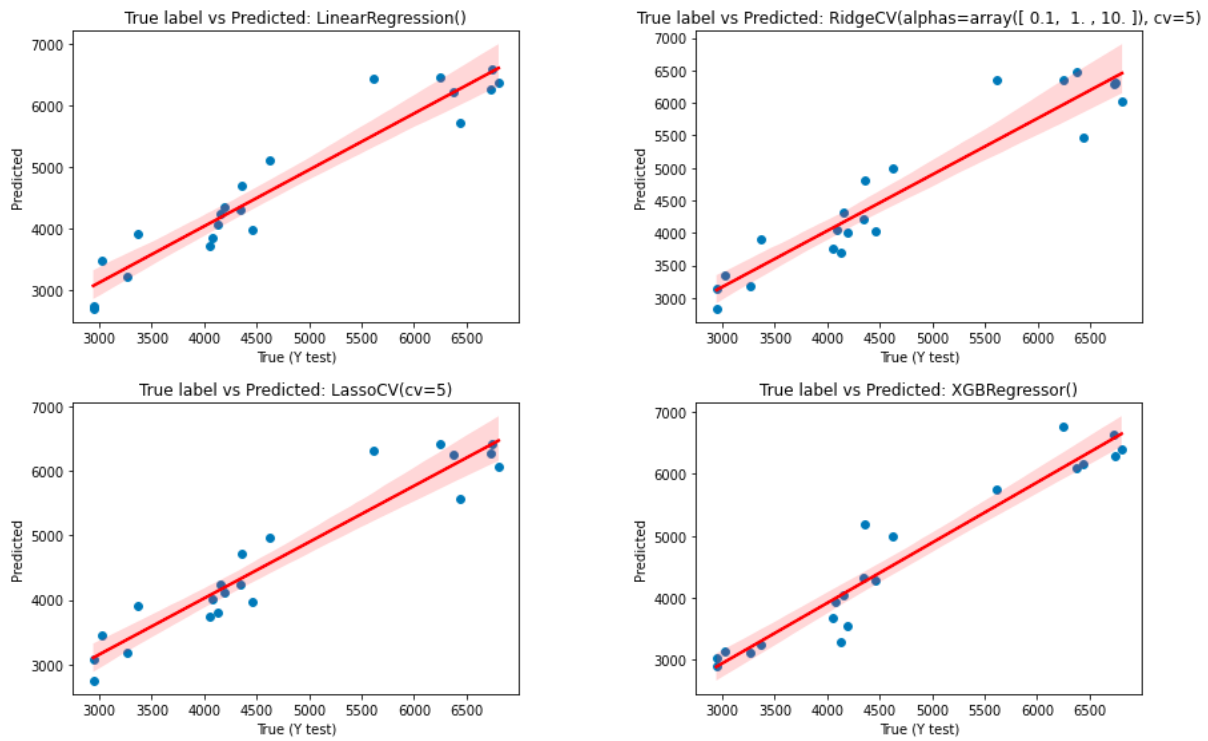 True label vs Predicted: LinearRegression()
7000
6000
5000
4000
3000
Predicted
3000 3500 4000 4500 5000 5500 6000 6500
True (Y test)
True label vs Predicted: RidgeCV(alphas=array([ 0.1,  1. , 10. ]), cv=5)
7000
6500
6000
5500
5000
4500
4000
3500
3000
Predicted
3000 3500 4000 4500 5000 5500 6000 6500
True (Y test)
True label vs Predicted: LassoCV(cv=5)
7000
6000
5000
4000
3000
Predicted
3000 3500 4000 4500 5000 5500 6000 6500
True (Y test)
True label vs Predicted: XGBRegressor()
7000
6000
5000
4000
3000
Predicted
3000 3500 4000 4500 5000 5500 6000 6500
True (Y test)